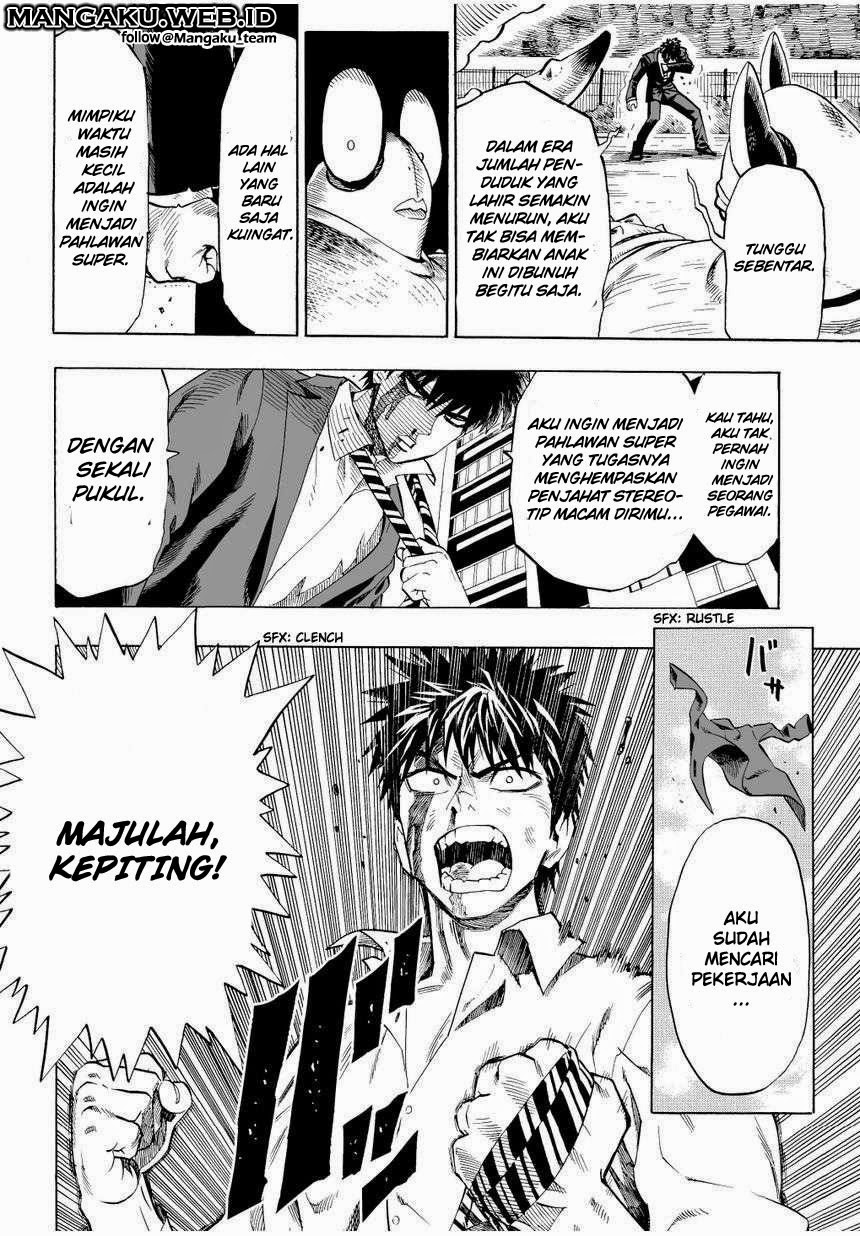 MANGAKU.WEB.ID
follow @Mangaku_team
TUNGGU
SEBENTAR.
DALAM ERA
JUMLAH PEN-
DUDUK YANG
LAHIR SEMAKIN
MENURUN, AKU
TAK BISA MEM-
BIARKAN ANAK
INI DIBUNUH
BEGITU SAJA.
ADA HAL
LAIN
YANG
BARU
SAJA
KUINGAT.
MIMPIKU
WAKTU
MASIH
KECIL
ADALAH
INGIN
MENJADI
PAHLAWAN
SUPER.
KAU TAHU,
AKU TAK
PERNAH
INGIN
MENJADI
SEORANG
PEGAWAI.
AKU INGIN MENJADI
PAHLAWAN SUPER
YANG TUGASNYA
MENGHEMPASKAN
PENJAHAT STEREO-
TIP MACAM DIRIMU...
DENGAN
SEKALI
PUKUL.
SFX: RUSTLE
バサ
AKU
SUDAH
MENCARI
PEKERJAAN
...
SFX: CLENCH
MAJULAH,
KEPITING!